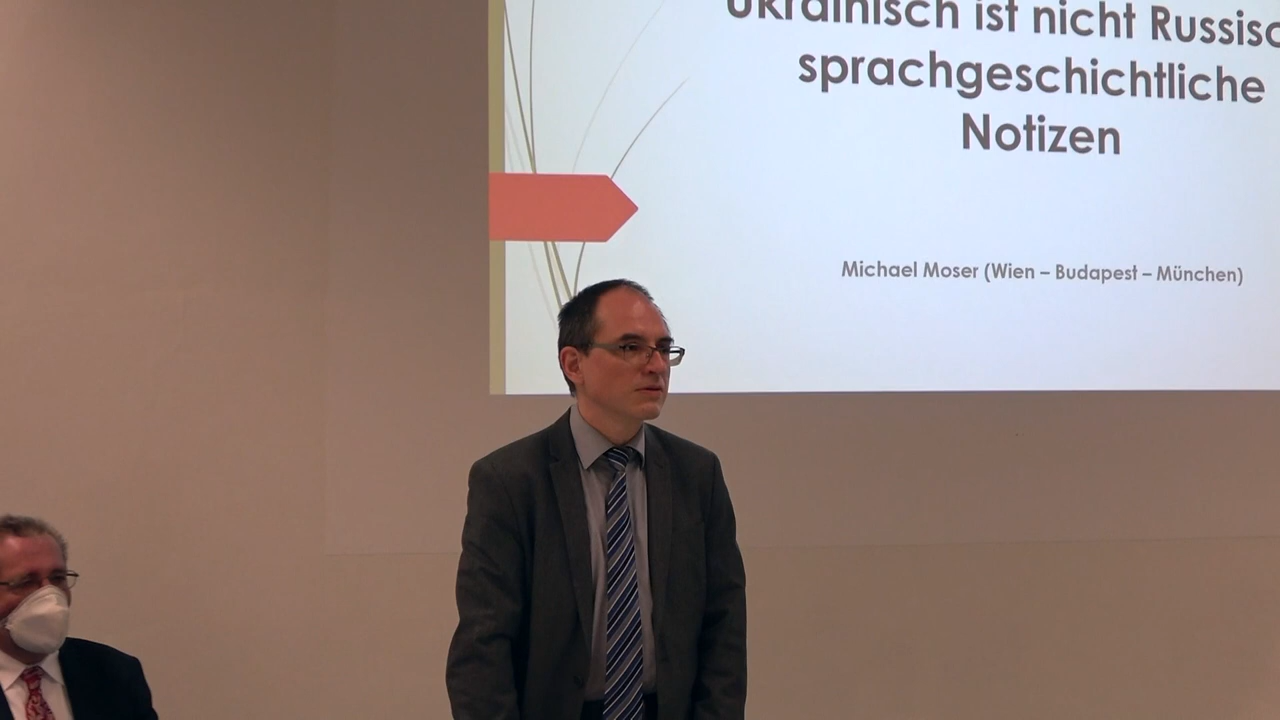 Ukrainisch ist nicht Russisc
sprachgeschichtliche
Notizen
Michael Moser (Wien – Budapest – München)